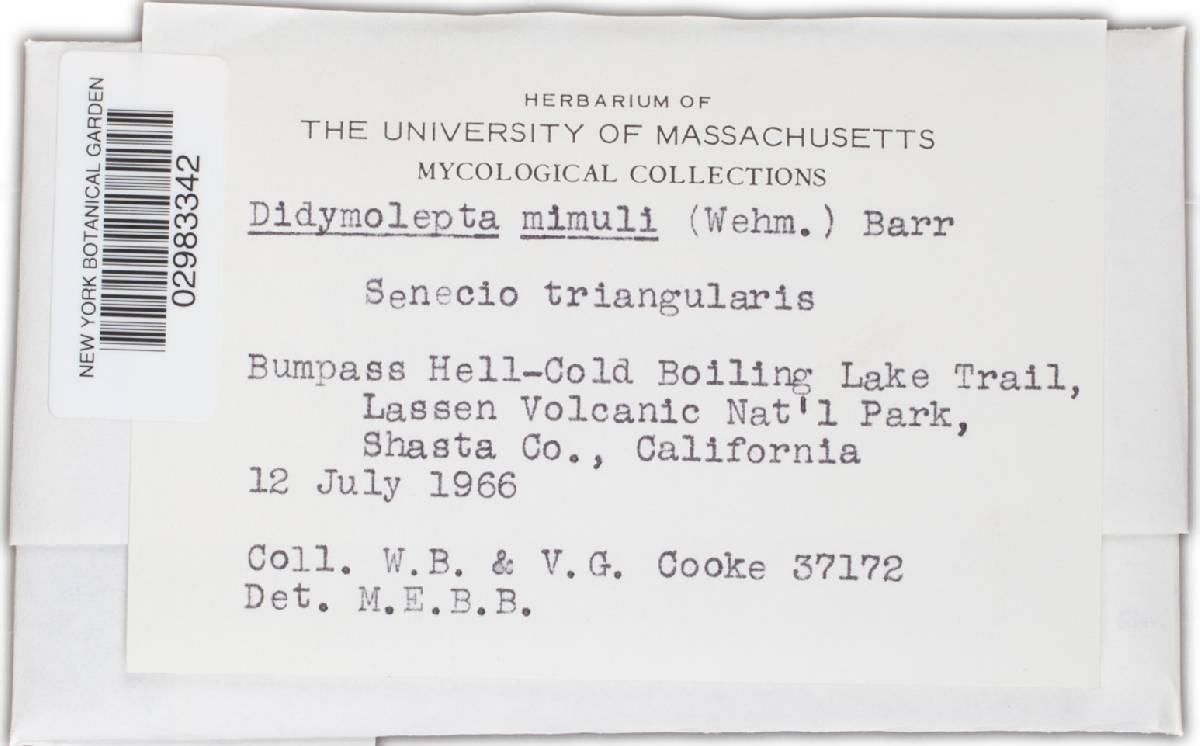 NEW YORK BOTANICAL GARDEN
02983342
HERBARIUM OF
THE UNIVERSITY OF MASSACHUSETTS
MYCOLOGICAL COLLECTIONS
Didymolepta mimuli (Wehm.) Barr
Senecio triangularis
Bumpass Hell-Cold Boiling Lake Trail,
Lassen Volcanic Nat'l Park,
Shasta Co., California
12 July 1966
Coll. W.B. & V.G. Cooke 37172
Det. M.E.B.B.